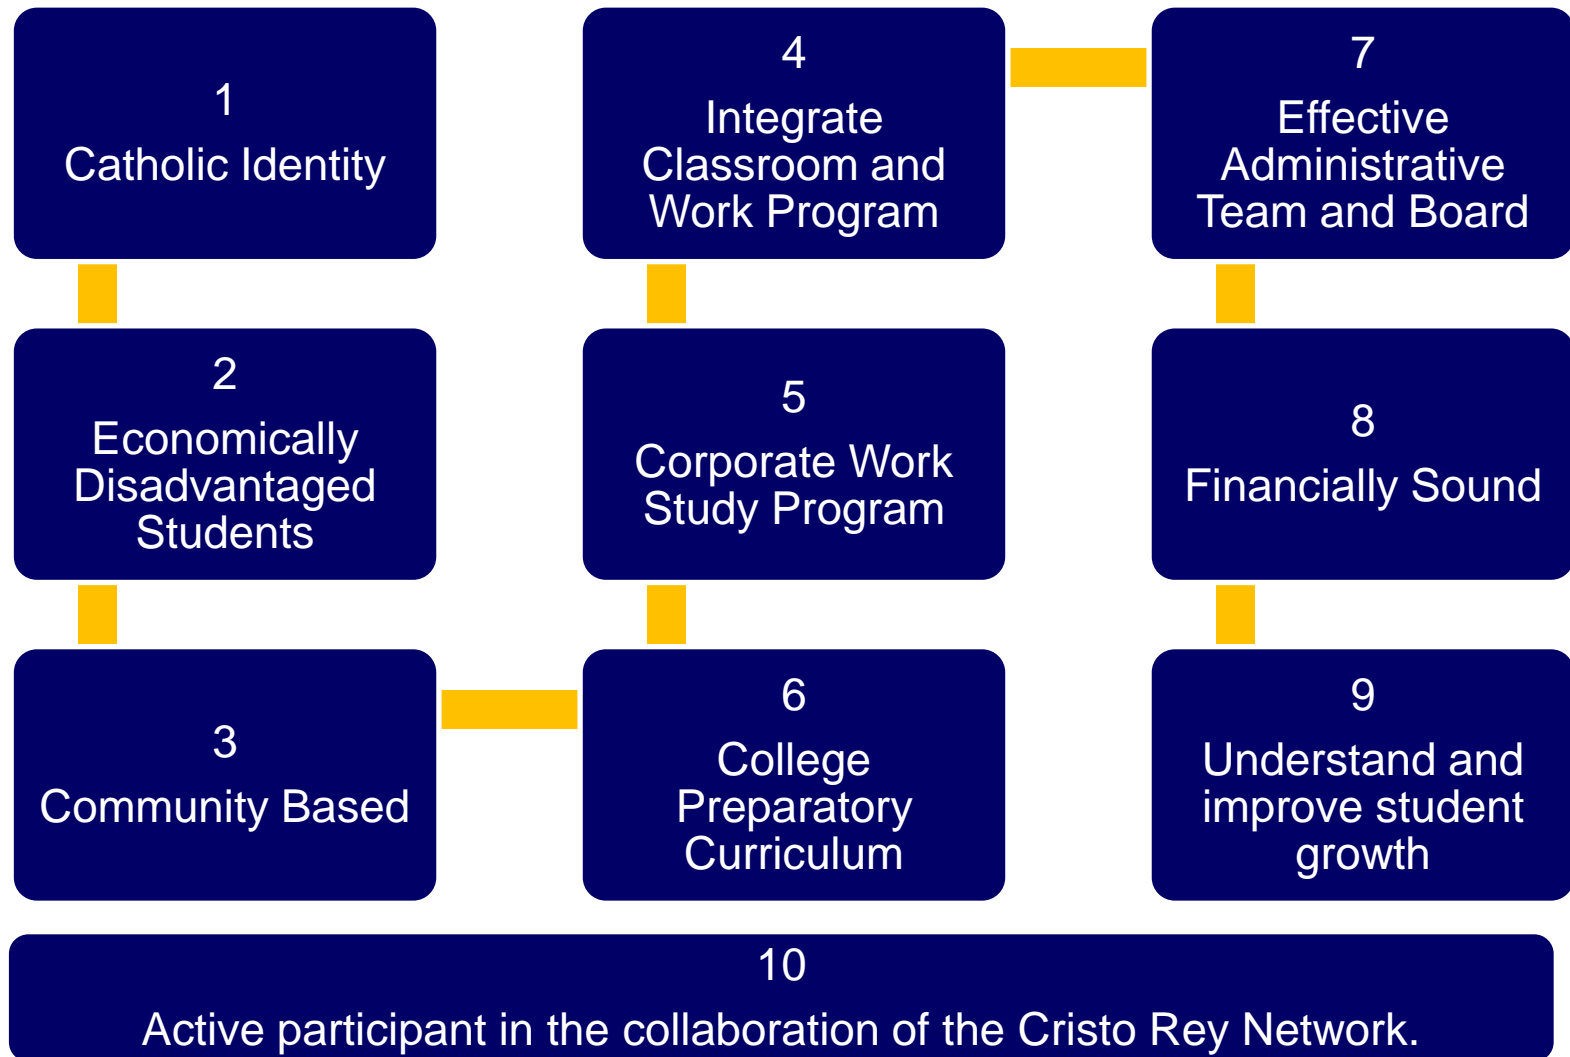 1
Catholic Identity
2
Economically
Disadvantaged
Students
3
Community Based
4
Integrate
Classroom and
Work Program
5
Corporate Work
Study Program
6
College
Preparatory
Curriculum
7
Effective
Administrative
Team and Board
8
Financially Sound
9
Understand and
improve student
growth
10
Active participant in the collaboration of the Cristo Rey Network.